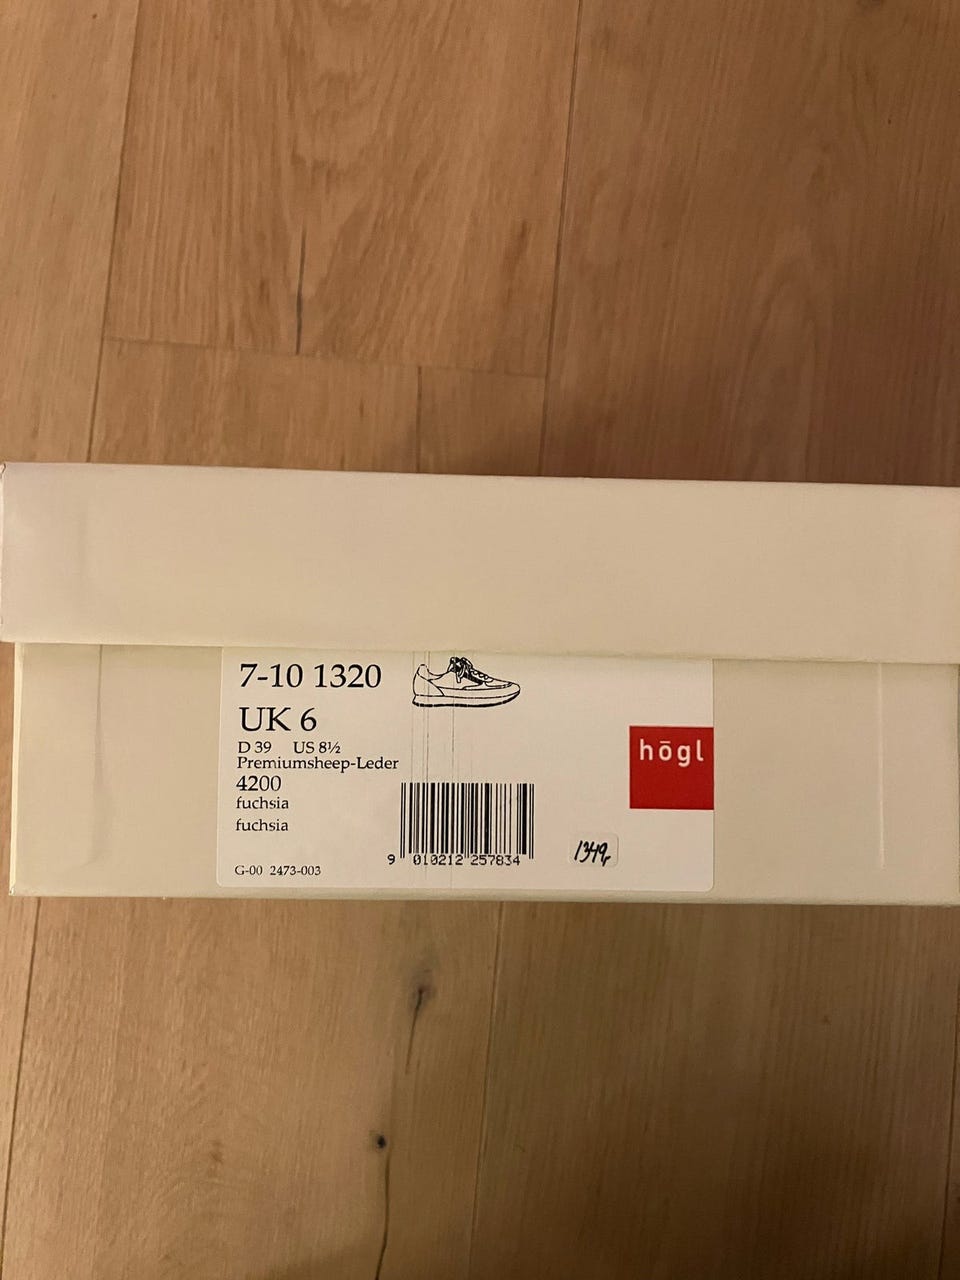 7-10 1320
UK 6
D 39 US 8½
Premiumsheep-Leder
4200
fuchsia
fuchsia
G-00 2473-003
9 010212 257834
1349,-
högl